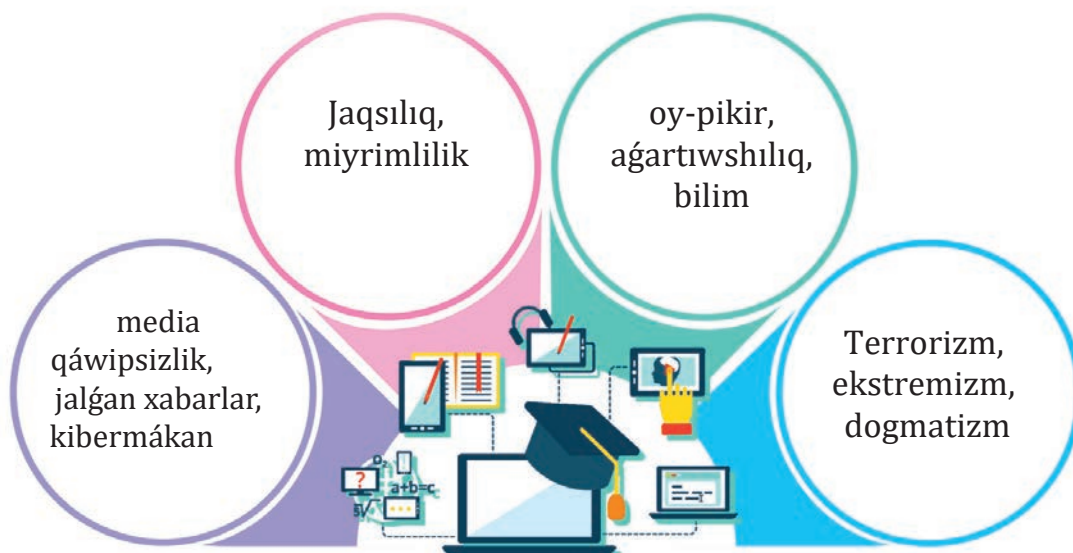 media
qáwipsizlik,
jalǵan xabarlar,
kibermákan
Jaqsılıq,
miyrimlilik
oy-pikir,
aǵartıwshılıq,
bilim
Terrorizm,
ekstremizm,
dogmatizm
?
a+b=c